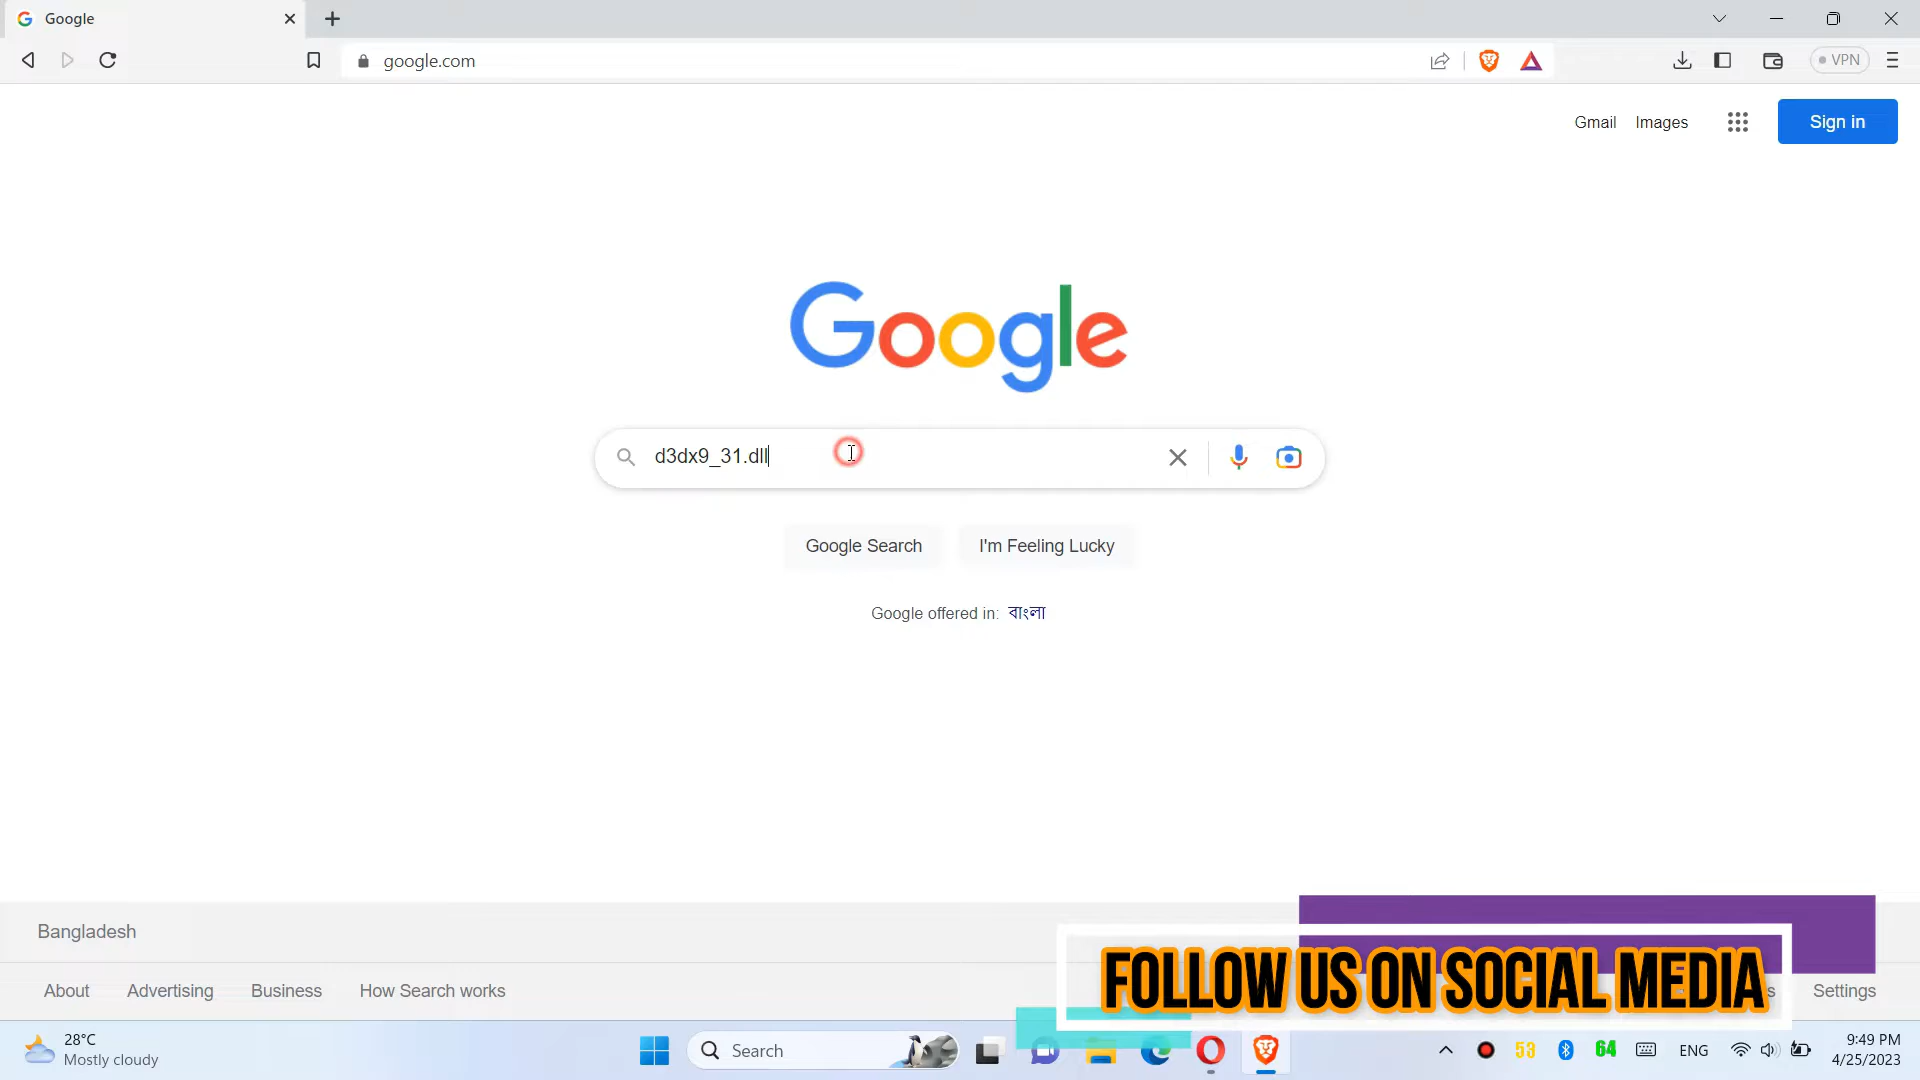 Google
google.com
VPN
Gmail Images
Sign in
Google
d3dx9_31.dll
Google Search I'm Feeling Lucky
Google offered in: বাংলা
Bangladesh
FOLLOW US ON SOCIAL MEDIA
About Advertising Business How Search works
Settings
28°C
Mostly cloudy
Search
53
64
ENG
9:49 PM
4/25/2023